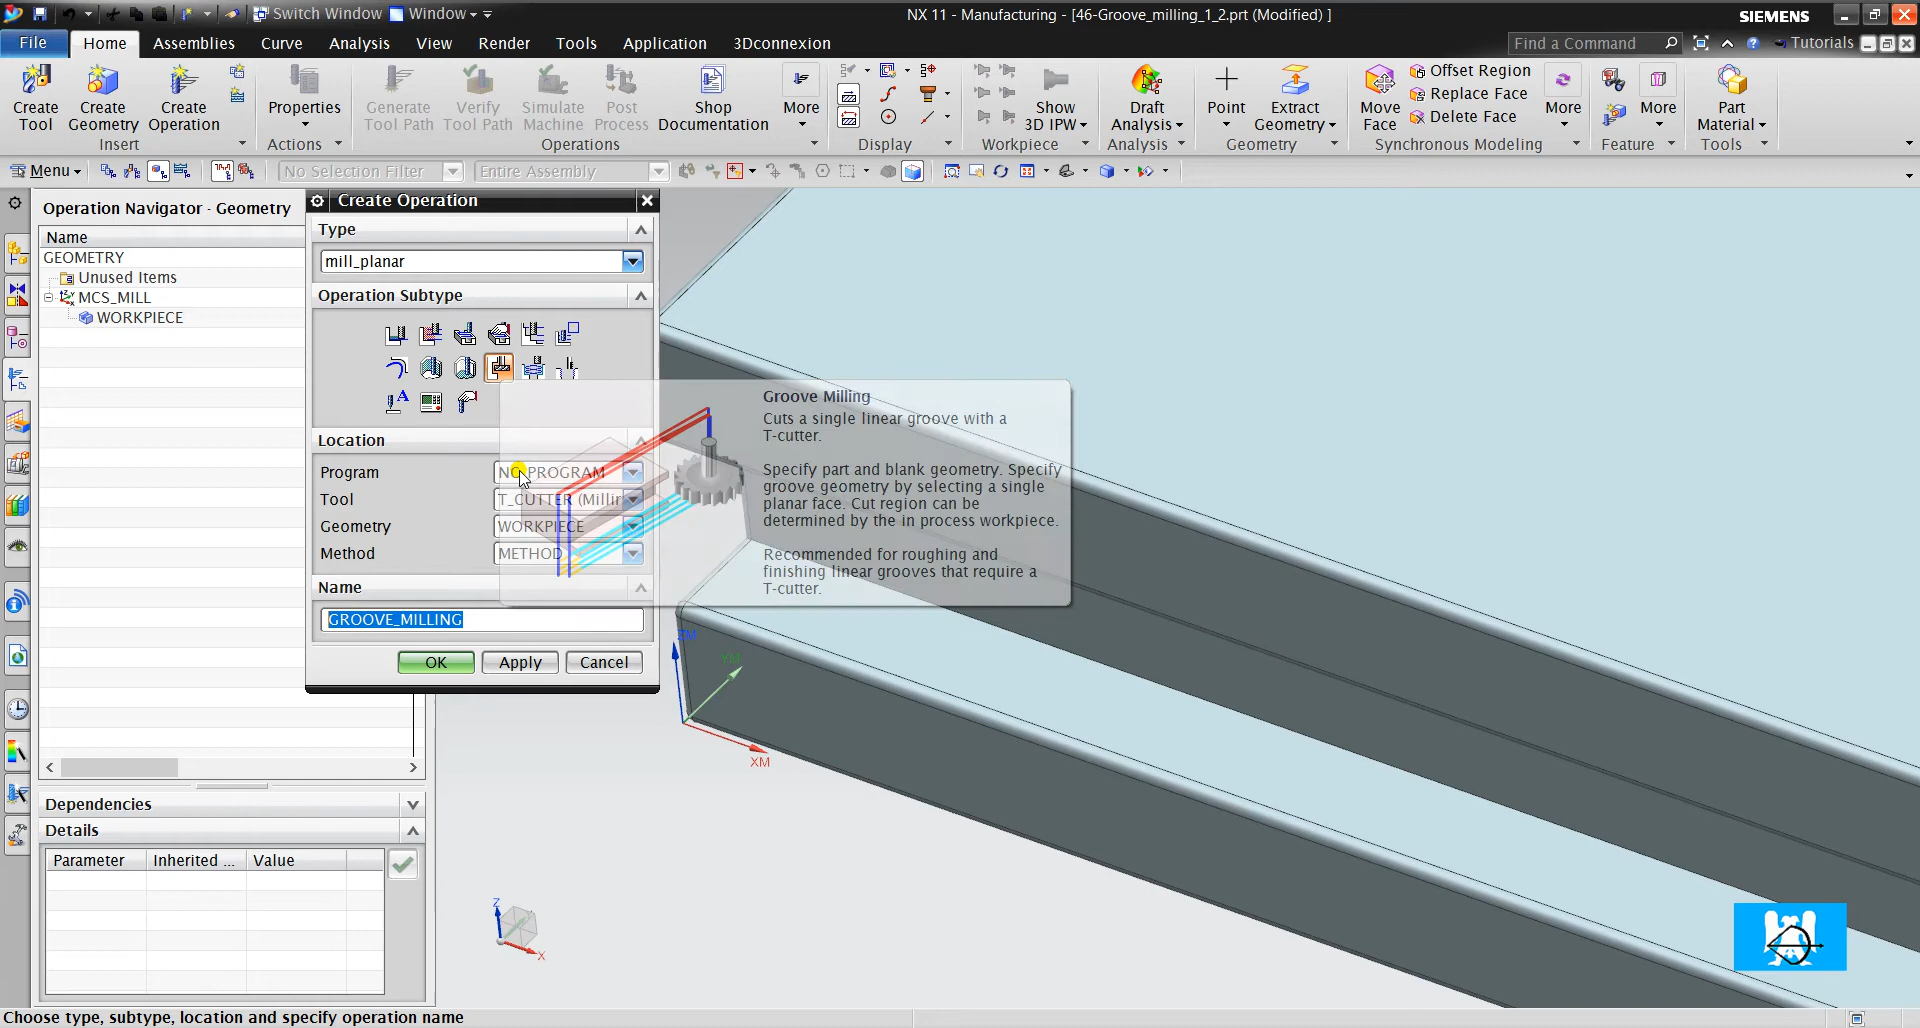 Switch Window Window
NX 11 - Manufacturing - [46-Groove_milling_1_2.prt (Modified) ]
SIEMENS
File Home Assemblies Curve Analysis View Render Tools Application 3Dconnexion
Find a Command
Tutorials
Create Tool
Create Geometry
Create Operation
Properties
Generate Tool Path
Verify Tool Path
Simulate Machine
Post Process
Shop Documentation
More
Show 3D IPW
Draft Analysis
Point
Extract Geometry
Move Face
Offset Region
Replace Face
Delete Face
More
More
Part Material
Insert
Actions
Operations
Display
Workpiece
Analysis
Geometry
Synchronous Modeling
Feature
Tools
Menu
No Selection Filter
Entire Assembly
Operation Navigator - Geometry
Name
GEOMETRY
Unused Items
MCS_MILL
WORKPIECE
Create Operation
Type
mill_planar
Operation Subtype
Location
Program NO_PROGRAM
Tool T_CUTTER (Millin
Geometry WORKPIECE
Method METHOD
Name
GROOVE_MILLING
OK Apply Cancel
Groove Milling
Cuts a single linear groove with a
T-cutter.
Specify part and blank geometry. Specify
groove geometry by selecting a single
planar face. Cut region can be
determined by the in process workpiece.
Recommended for roughing and
finishing linear grooves that require a
T-cutter.
ZM
YM
XM
Dependencies
Details
Parameter Inherited ... Value
Z
X
Choose type, subtype, location and specify operation name